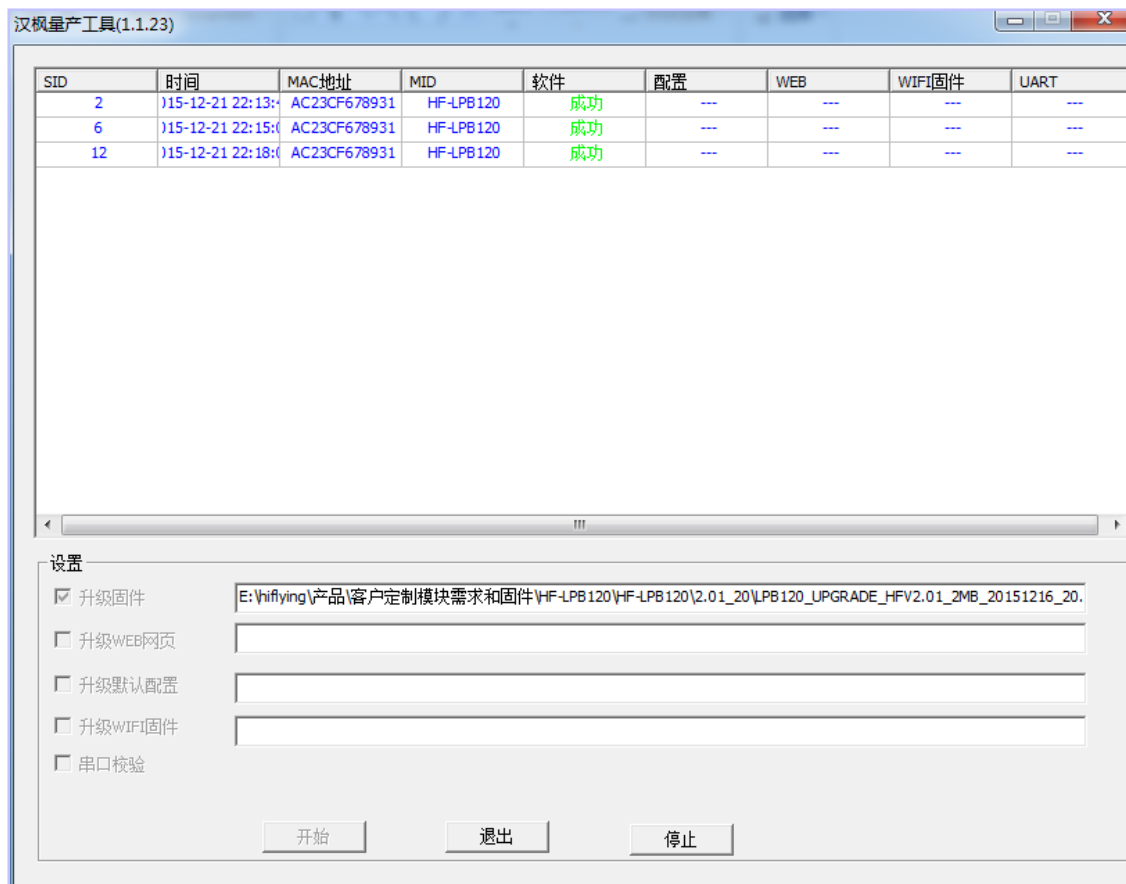 汉枫量产工具(1.1.23)
SID 时间 MAC地址 MID 软件 配置 WEB WIFI固件 UART
2 015-12-21 22:13:4 AC23CF678931 HF-LPB120 成功 --- --- --- ---
6 015-12-21 22:15:0 AC23CF678931 HF-LPB120 成功 --- --- --- ---
12 015-12-21 22:18:0 AC23CF678931 HF-LPB120 成功 --- --- --- ---
设置
升级固件 E:\hiflying\产品\客户定制模块需求和固件\HF-LPB120\HF-LPB120\2.01_20\LPB120_UPGRADE_HFV2.01_2MB_20151216_20.
升级WEB网页
升级默认配置
升级WIFI固件
串口校验
开始 退出 停止